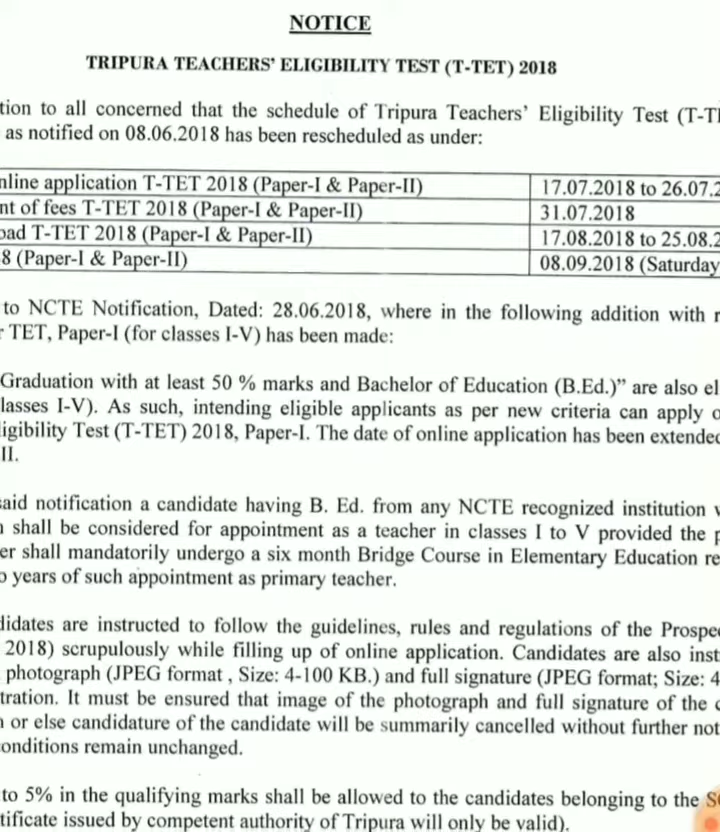 NOTICE
TRIPURA TEACHERS' ELIGIBILITY TEST (T-TET) 2018
tion to all concerned that the schedule of Tripura Teachers' Eligibility Test (T-T
as notified on 08.06.2018 has been rescheduled as under:
nline application T-TET 2018 (Paper-I & Paper-II) 17.07.2018 to 26.07.2
nt of fees T-TET 2018 (Paper-I & Paper-II) 31.07.2018
oad T-TET 2018 (Paper-I & Paper-II) 17.08.2018 to 25.08.2
8 (Paper-I & Paper-II) 08.09.2018 (Saturday
to NCTE Notification, Dated: 28.06.2018, where in the following addition with r
TET, Paper-I (for classes I-V) has been made:
Graduation with at least 50 % marks and Bachelor of Education (B.Ed.)” are also el
lasses I-V). As such, intending eligible applicants as per new criteria can apply o
igibility Test (T-TET) 2018, Paper-I. The date of online application has been extended
II.
said notification a candidate having B. Ed. from any NCTE recognized institution w
n shall be considered for appointment as a teacher in classes I to V provided the p
er shall mandatorily undergo a six month Bridge Course in Elementary Education re
o years of such appointment as primary teacher.
didates are instructed to follow the guidelines, rules and regulations of the Prospec
2018) scrupulously while filling up of online application. Candidates are also inst
photograph (JPEG format , Size: 4-100 KB.) and full signature (JPEG format; Size: 4
tration. It must be ensured that image of the photograph and full signature of the c
n or else candidature of the candidate will be summarily cancelled without further not
onditions remain unchanged.
to 5% in the qualifying marks shall be allowed to the candidates belonging to the S
tificate issued by competent authority of Tripura will only be valid).